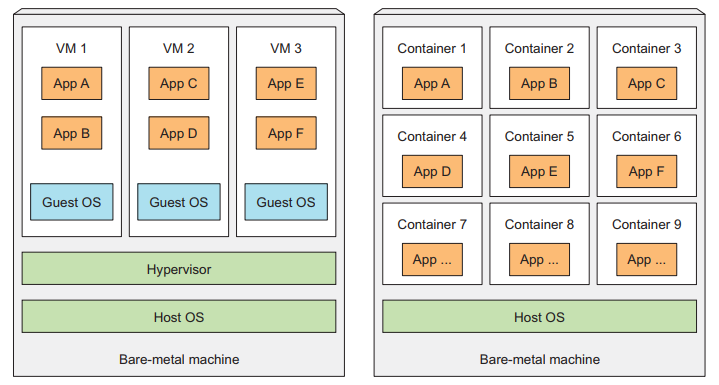 VM 1
VM 2
VM 3
App A
App C
App E
App B
App D
App F
Guest OS
Guest OS
Guest OS
Hypervisor
Host OS
Bare-metal machine
Container 1
Container 2
Container 3
App A
App B
App C
Container 4
Container 5
Container 6
App D
App E
App F
Container 7
Container 8
Container 9
App ...
App ...
App ...
Host OS
Bare-metal machine